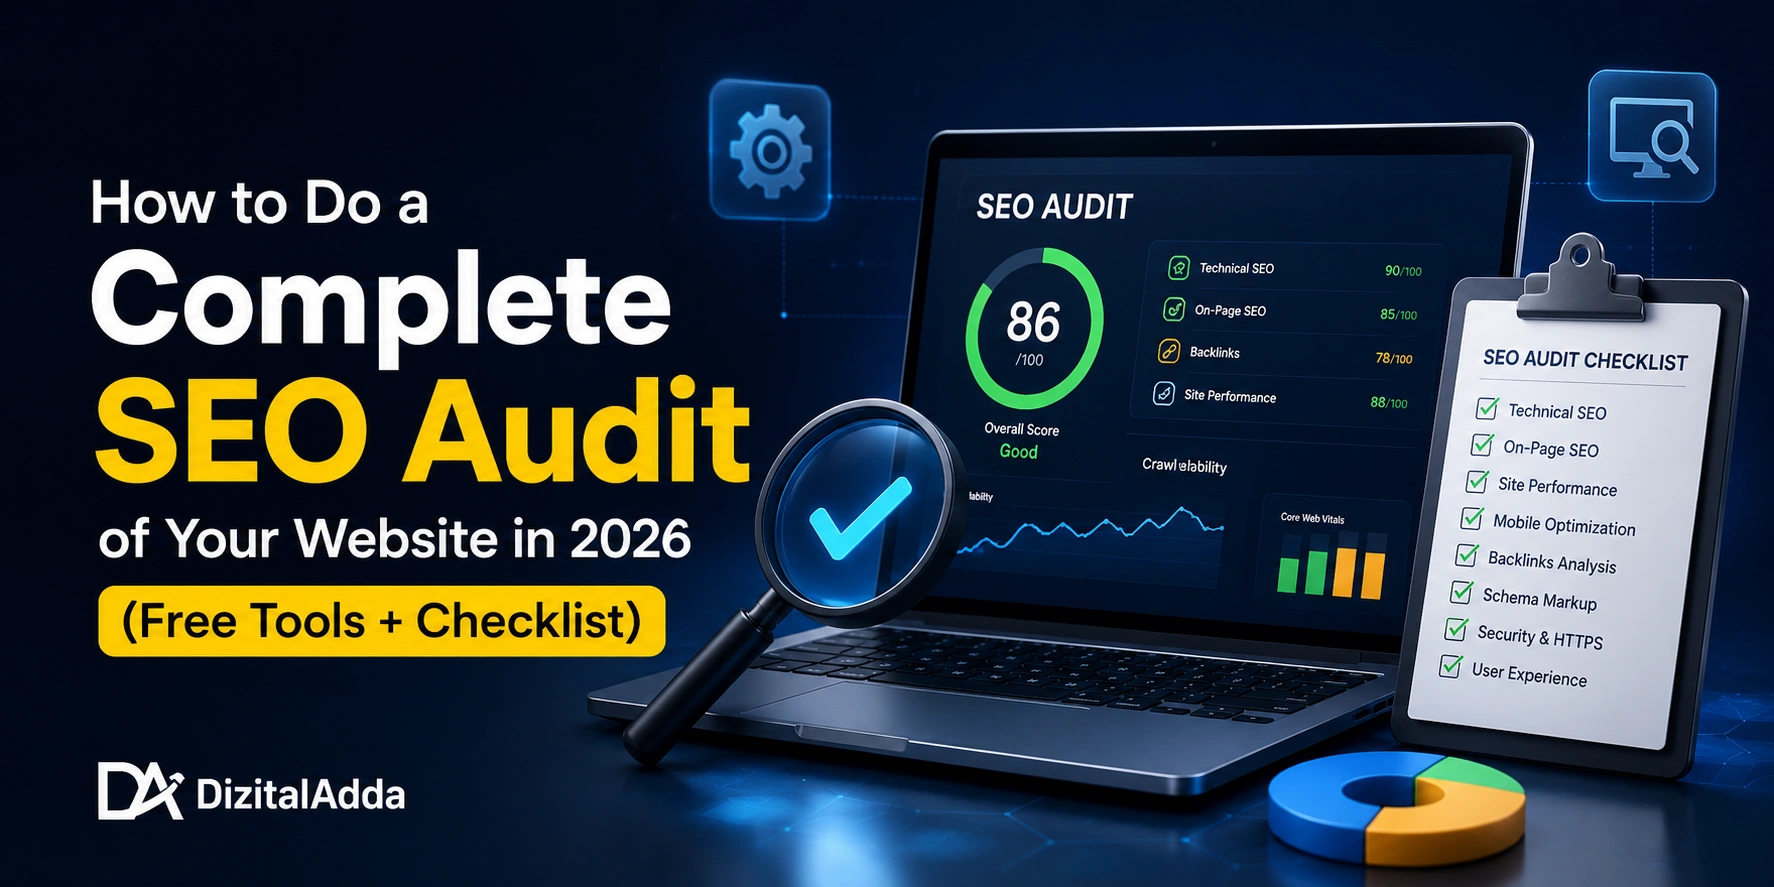 How to Do a
Complete
SEO Audit
of Your Website in 2026
(Free Tools + Checklist)
DA DizitalAdda
SEO AUDIT
86
/100
Overall Score
Good
Technical SEO 90/100
On-Page SEO 85/100
Backlinks 78/100
Site Performance 88/100
labilty
Core Web Vitals
SEO AUDIT CHECKLIST
Technical SEO
On-Page SEO
Site Performance
Mobile Optimization
Backlinks Analysis
Schema Markup
Security & HTTPS
User Experience